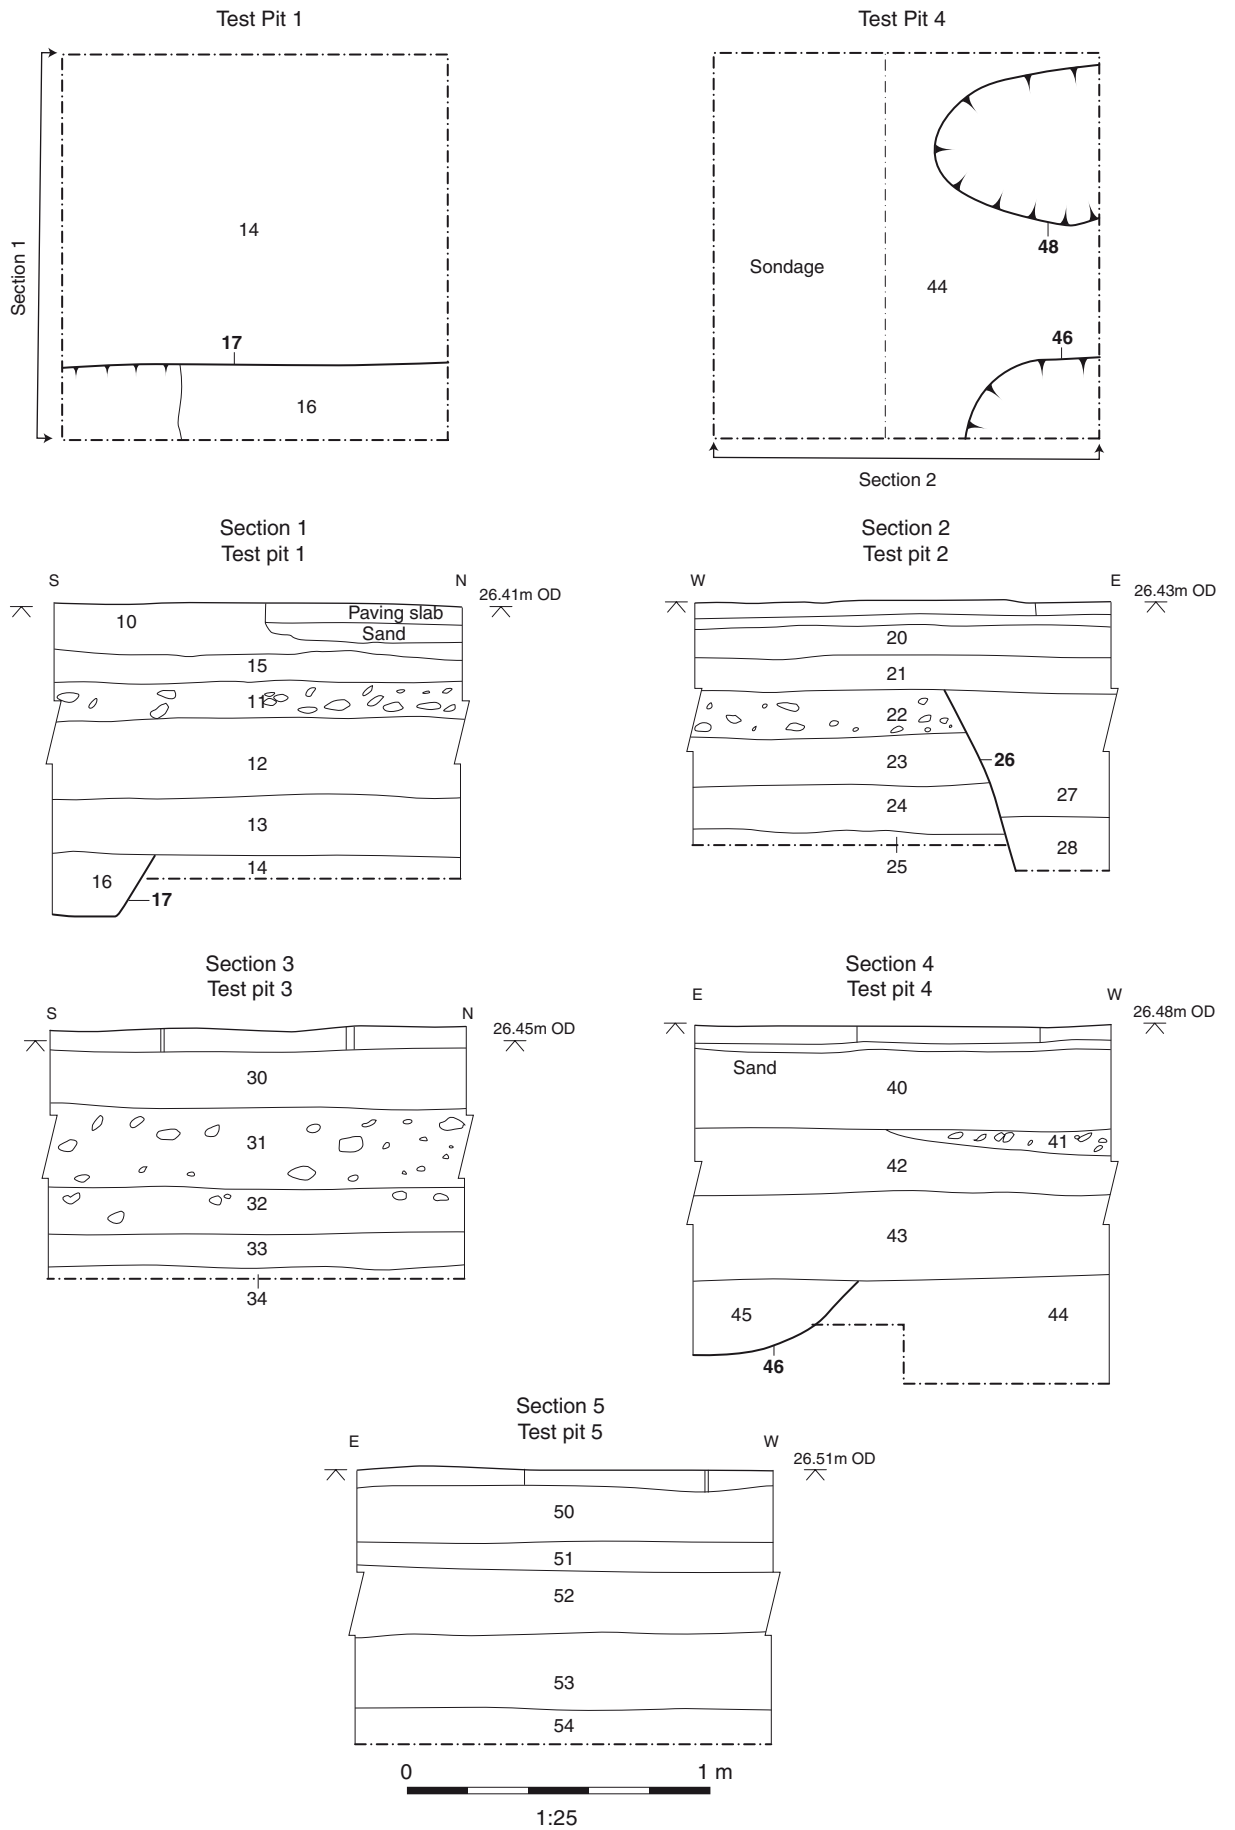 Test Pit 1
Test Pit 4
Section 1
14
17
16
Sondage
44
48
46
Section 2
Section 1
Test pit 1
S
N
26.41m OD
10
Paving slab
Sand
15
11
12
13
14
16
17
Section 2
Test pit 2
W
E
26.43m OD
20
21
22
23
26
24
27
25
28
Section 3
Test pit 3
S
N
26.45m OD
30
31
32
33
34
Section 4
Test pit 4
E
W
26.48m OD
Sand
40
41
42
43
45
44
46
Section 5
Test pit 5
E
W
26.51m OD
50
51
52
53
54
0
1 m
1:25